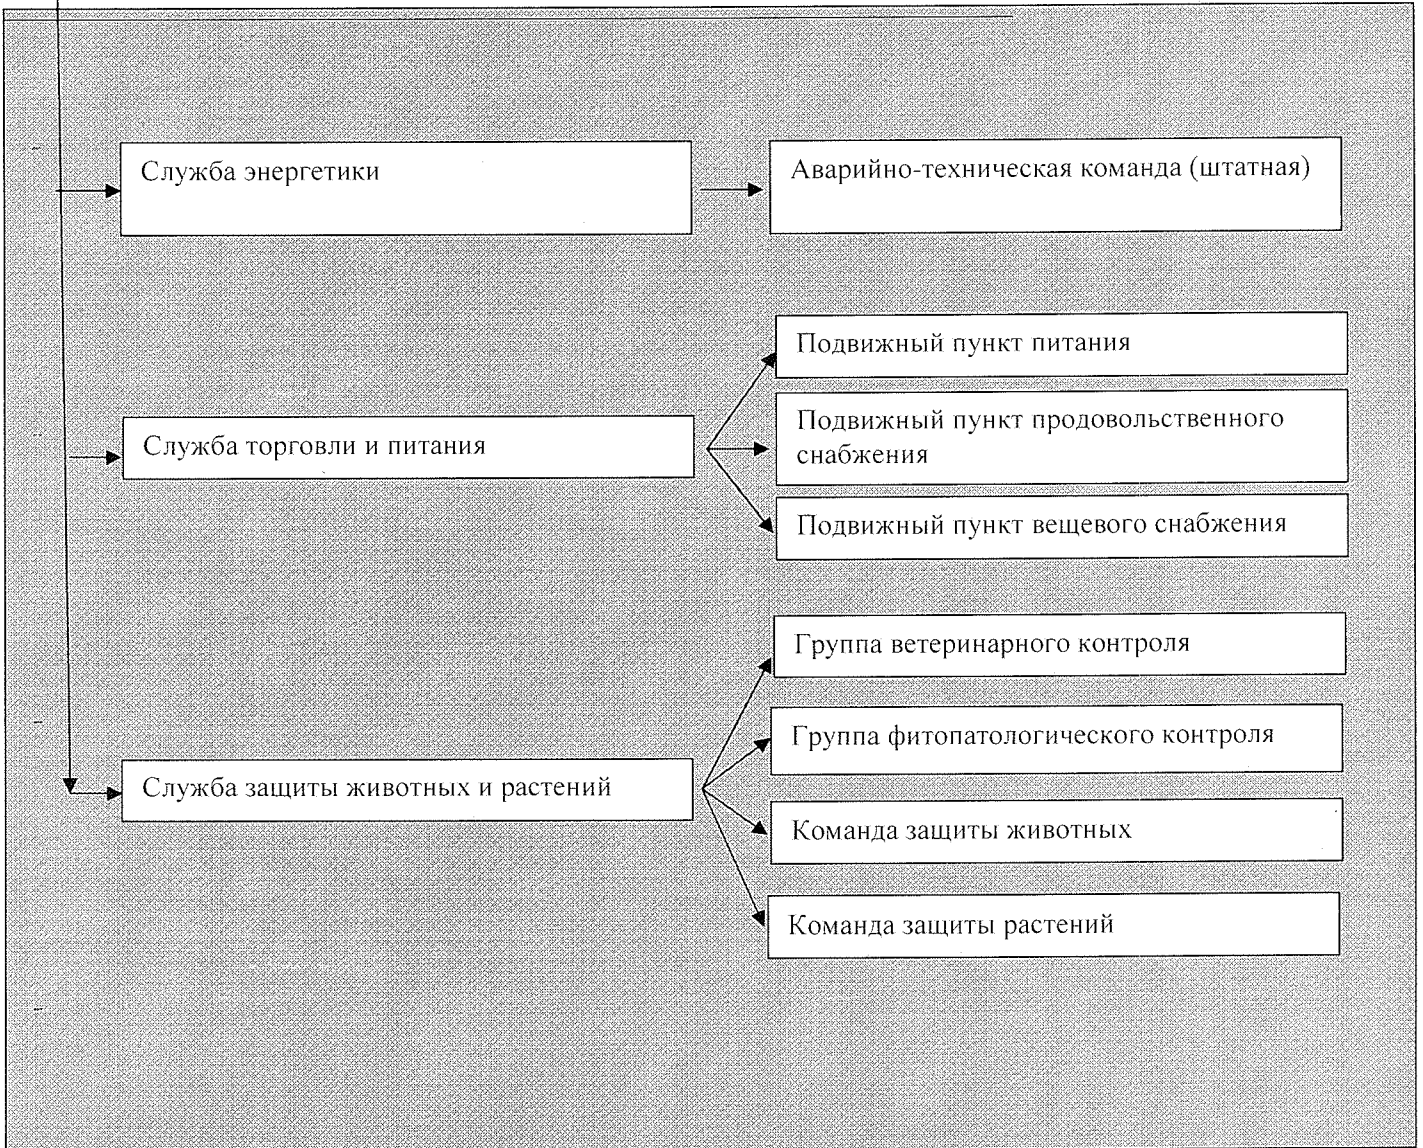 Служба энергетики
Аварийно-техническая команда (штатная)
Служба торговли и питания
Подвижный пункт питания
Подвижный пункт продовольственного
снабжения
Подвижный пункт вещевого снабжения
Служба защиты животных и растений
Группа ветеринарного контроля
Группа фитопатологического контроля
Команда защиты животных
Команда защиты растений